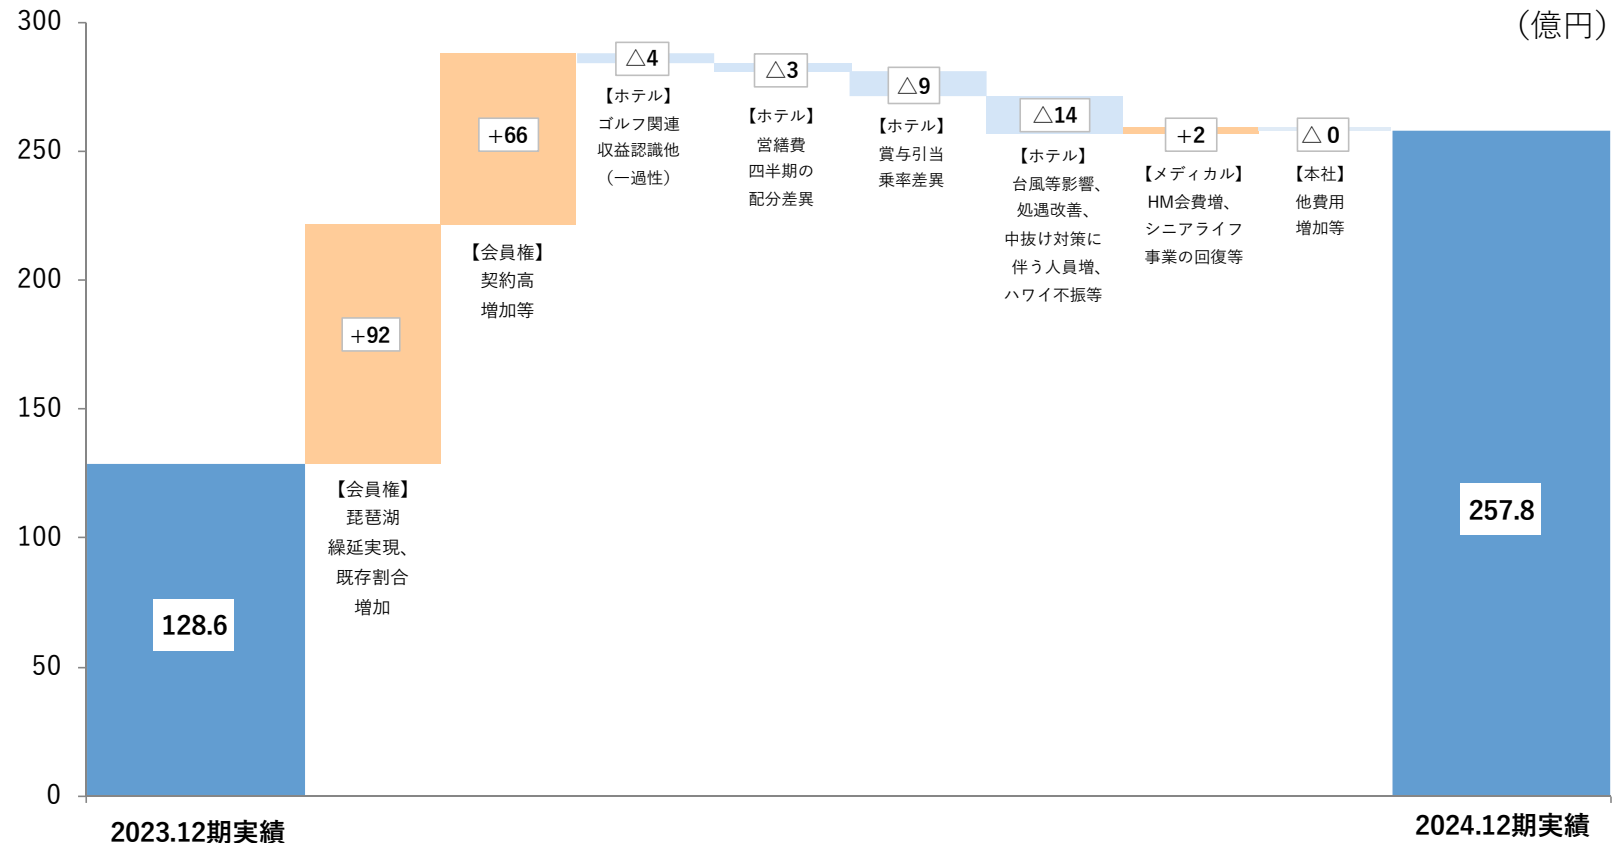 (億円)
300
250
200
150
100
50
0
128.6
2023.12期実績
+92
【会員権】
琵琶湖
繰延実現、
既存割合
増加
+66
【会員権】
契約高
増加等
△4
【ホテル】
ゴルフ関連
収益認識他
(一過性)
△3
【ホテル】
営繕費
四半期の
配分差異
△9
【ホテル】
賞与引当
乗率差異
△14
【ホテル】
台風等影響、
処遇改善、
中抜け対策に
伴う人員増、
ハワイ不振等
+2
【メディカル】
HM会費増、
シニアライフ
事業の回復等
△0
【本社】
他費用
増加等
257.8
2024.12期実績